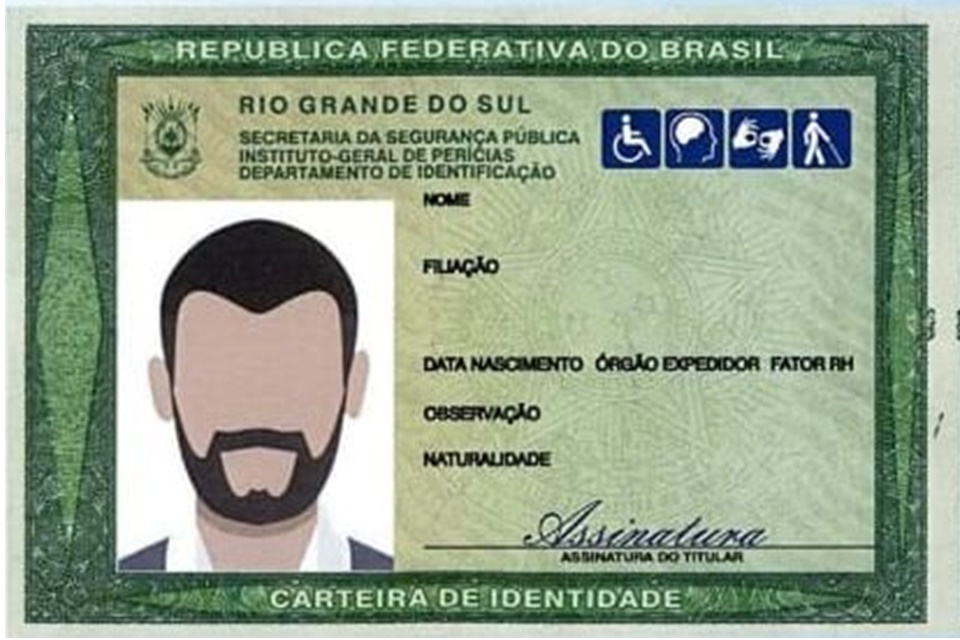 REPUBLICA FEDERATIVA DO BRASIL
RIO GRANDE DO SUL
SECRETARIA DA SEGURANÇA PÚBLICA
INSTITUTO-GERAL DE PERÍCIAS
DEPARTAMENTO DE IDENTIFICAÇÃO
NOME
FILIAÇÃO
DATA NASCIMENTO ÓRGÃO EXPEDIDOR FATOR RH
OBSERVAÇÃO
NATURALIDADE
Assinatura
ASSINATURA DO TITULAR
CARTEIRA DE IDENTIDADE